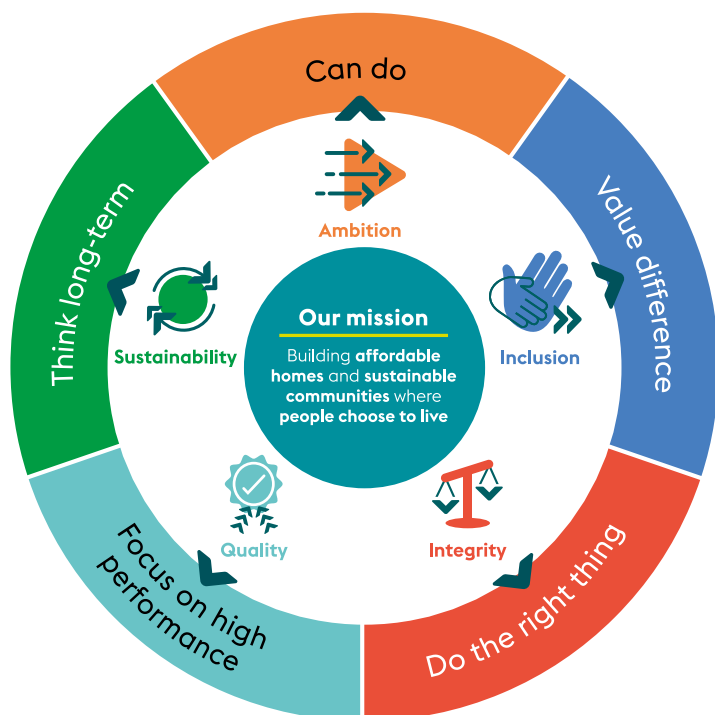 Can do
Ambition
Value difference
Inclusion
Do the right thing
Integrity
Focus on high
performance
Quality
Think long-term
Sustainability
Our mission
Building affordable
homes and sustainable
communities where
people choose to live